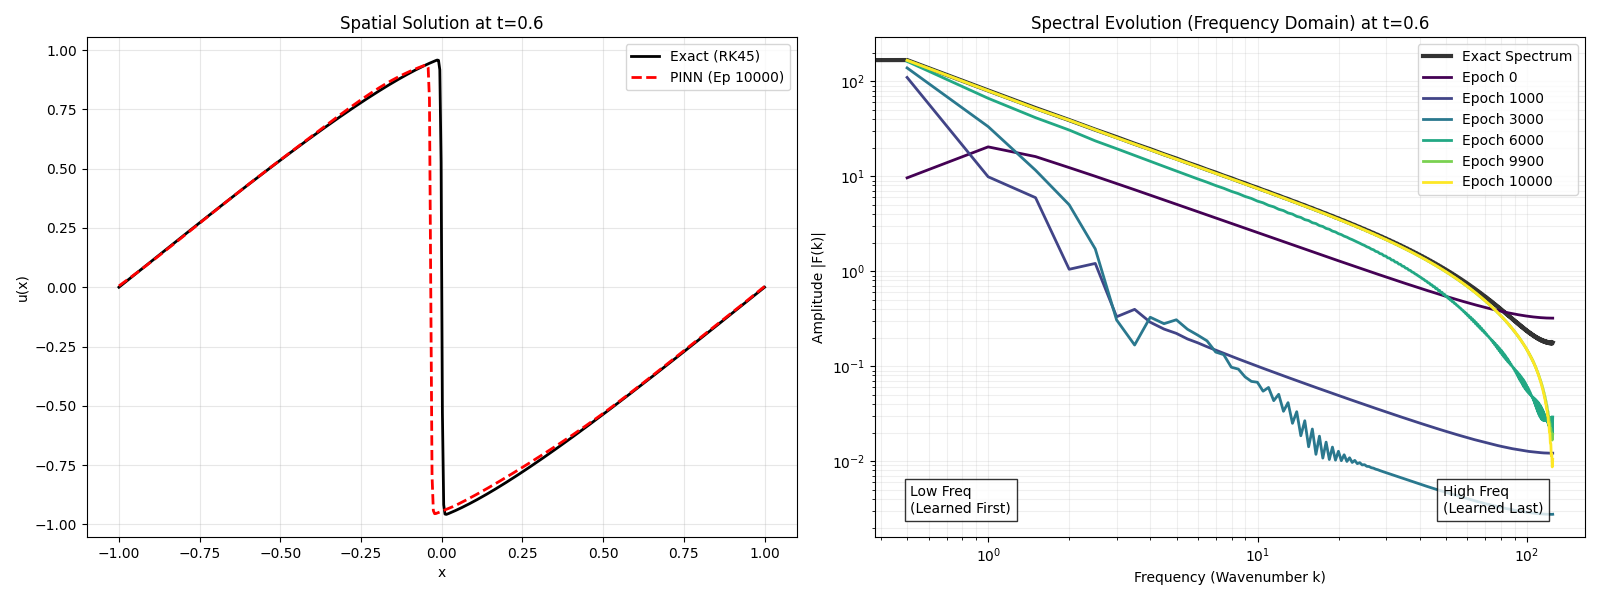 Spatial Solution at t=0.6
1.00
0.75
0.50
0.25
0.00
−0.25
−0.50
−0.75
−1.00
u(x)
Exact (RK45)
PINN (Ep 10000)
−1.00
−0.75
−0.50
−0.25
0.00
0.25
0.50
0.75
1.00
x
Spectral Evolution (Frequency Domain) at t=0.6
10²
10¹
10⁰
10⁻¹
10⁻²
Amplitude |F(k)|
Exact Spectrum
Epoch 0
Epoch 1000
Epoch 3000
Epoch 6000
Epoch 9900
Epoch 10000
Low Freq
(Learned First)
High Freq
(Learned Last)
10⁰
10¹
10²
Frequency (Wavenumber k)